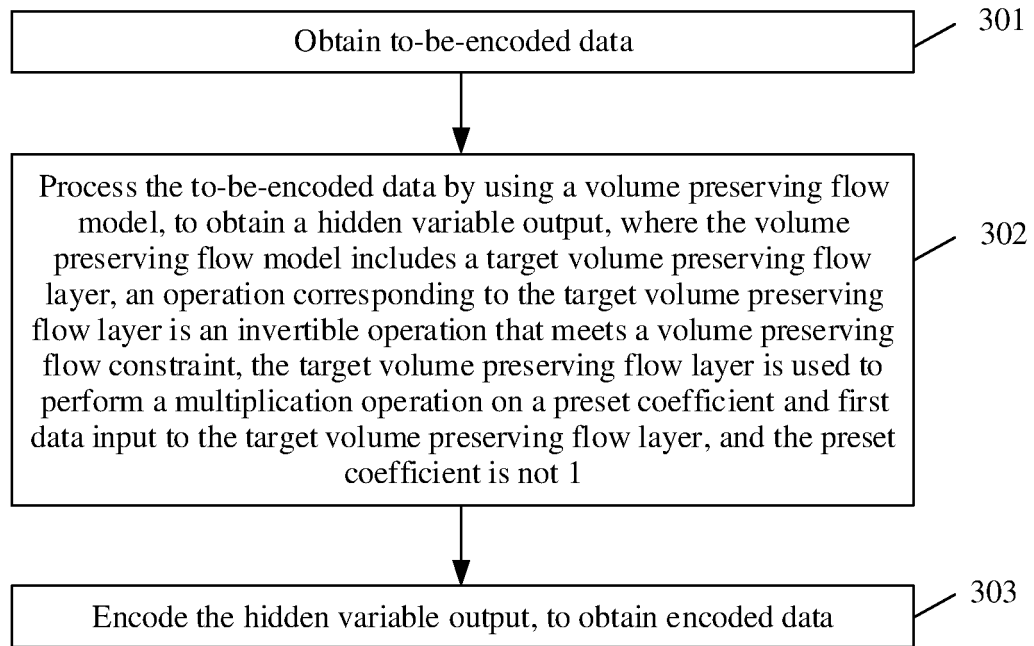 Obtain to-be-encoded data
301
Process the to-be-encoded data by using a volume preserving flow
model, to obtain a hidden variable output, where the volume
preserving flow model includes a target volume preserving flow
layer, an operation corresponding to the target volume preserving
flow layer is an invertible operation that meets a volume preserving
flow constraint, the target volume preserving flow layer is used to
perform a multiplication operation on a preset coefficient and first
data input to the target volume preserving flow layer, and the preset
coefficient is not 1
302
Encode the hidden variable output, to obtain encoded data
303